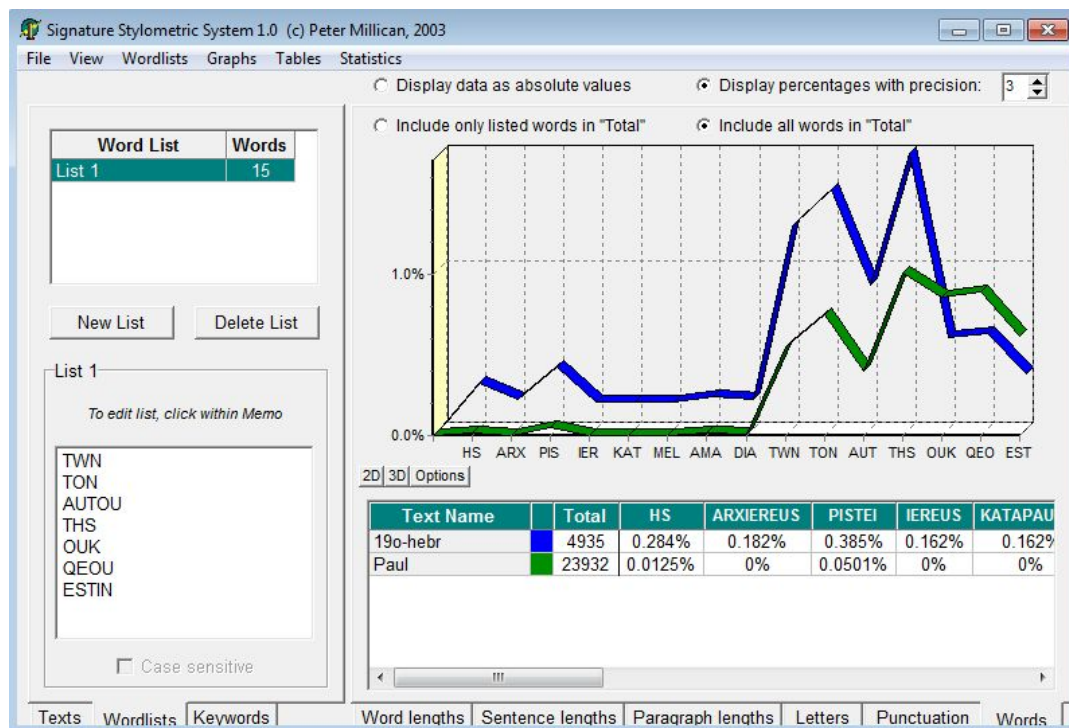 Signature Stylometric System 1.0 (c) Peter Millican, 2003
File View Wordlists Graphs Tables Statistics
Display data as absolute values Display percentages with precision: 3
Include only listed words in "Total" Include all words in "Total"
Word List Words
List 1 15
New List Delete List
List 1
To edit list, click within Memo
TWN
TON
AUTOU
THS
OUK
QEOU
ESTIN
Case sensitive
Texts Wordlists Keywords
1.0%
0.0%
HS ARX PIS IER KAT MEL AMA DIA TWN TON AUT THS OUK QEO EST
2D 3D Options
Text Name Total HS ARXIEREUS PISTEI IEREUS KATAPAU
19o-hebr 4935 0.284% 0.182% 0.385% 0.162% 0.162%
Paul 23932 0.0125% 0% 0.0501% 0% 0%
Word lengths Sentence lengths Paragraph lengths Letters Punctuation Words